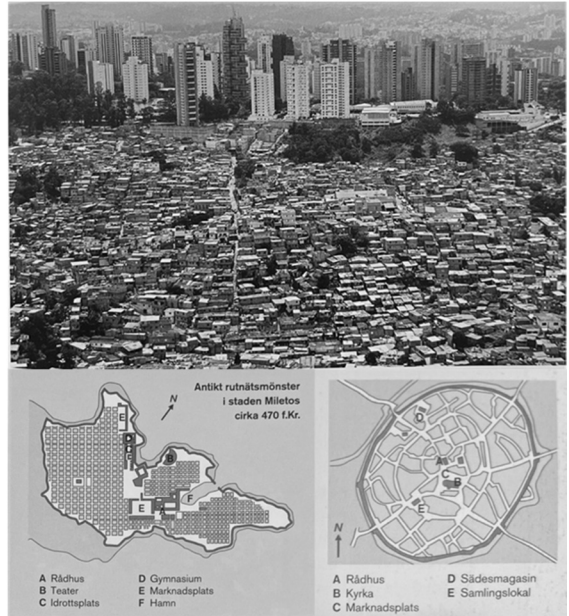 Antikt rutnätsmönster
i staden Miletos
cirka 470 f.Kr.
N
E
D
B
F
E
A
A Rådhus
B Teater
C Idrottsplats
D Gymnasium
E Marknadsplats
F Hamn
D
A
C
B
E
N
A Rådhus
B Kyrka
C Marknadsplats
D Sädesmagasin
E Samlingslokal